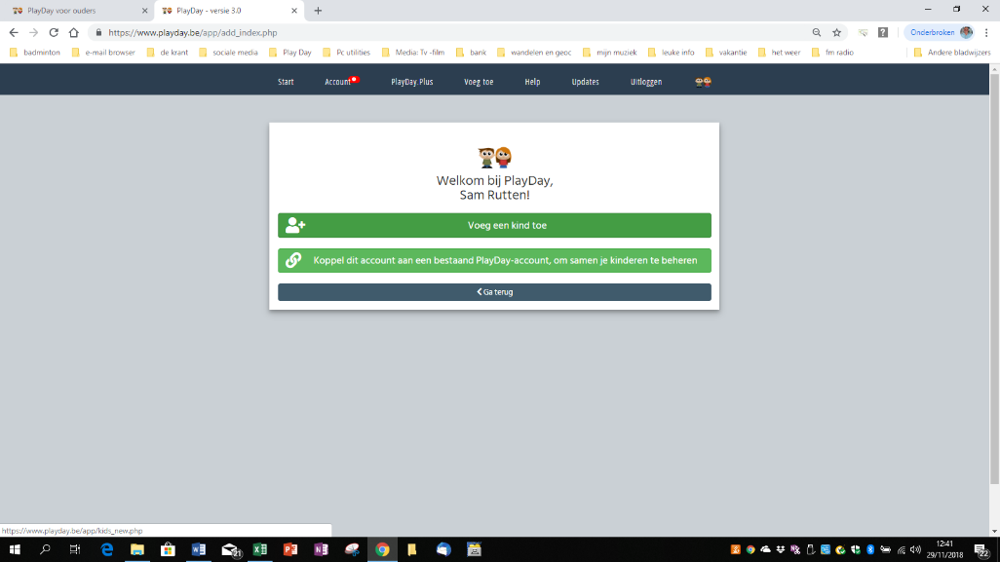 PlayDay voor ouders
PlayDay - versie 3.0
https://www.playday.be/app/add_index.php
Onderbroken
badminton
e-mail browser
de krant
sociale media
Play Day
Pc utilities
Media: Tv -film
bank
wandelen en geoc
mijn muziek
leuke info
vakantie
het weer
fm radio
Andere bladwijzers
Start
Account
PlayDay Plus
Voeg toe
Help
Updates
Uitloggen
Welkom bij PlayDay,
Sam Rutten!
Voeg een kind toe
Koppel dit account aan een bestaand PlayDay-account, om samen je kinderen te beheren
Ga terug
https://www.playday.be/app/kids_new.php
21
12:41
29/11/2018
22